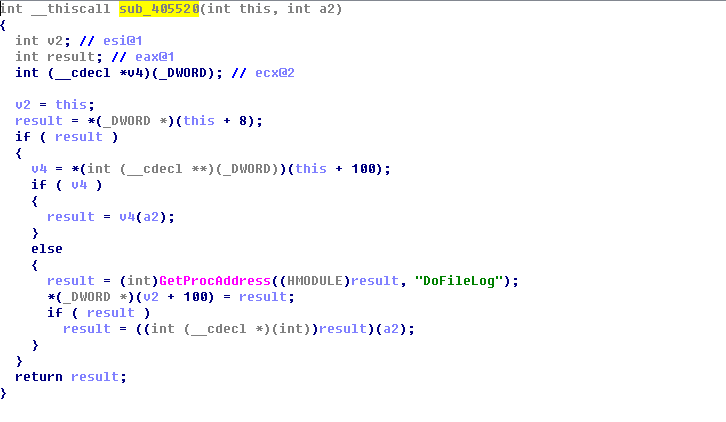 int __thiscall sub_405520(int this, int a2)
{
  int v2; // esi@1
  int result; // eax@1
  int (__cdecl *v4)(_DWORD); // ecx@2

  v2 = this;
  result = *(_DWORD *)(this + 8);
  if ( result )
  {
    v4 = *(int (__cdecl **)(_DWORD))(this + 100);
    if ( v4 )
    {
      result = v4(a2);
    }
    else
    {
      result = (int)GetProcAddress((HMODULE)result, "DoFileLog");
      *(_DWORD *)(v2 + 100) = result;
      if ( result )
        result = ((int (__cdecl *)(int))result)(a2);
    }
  }
  return result;
}